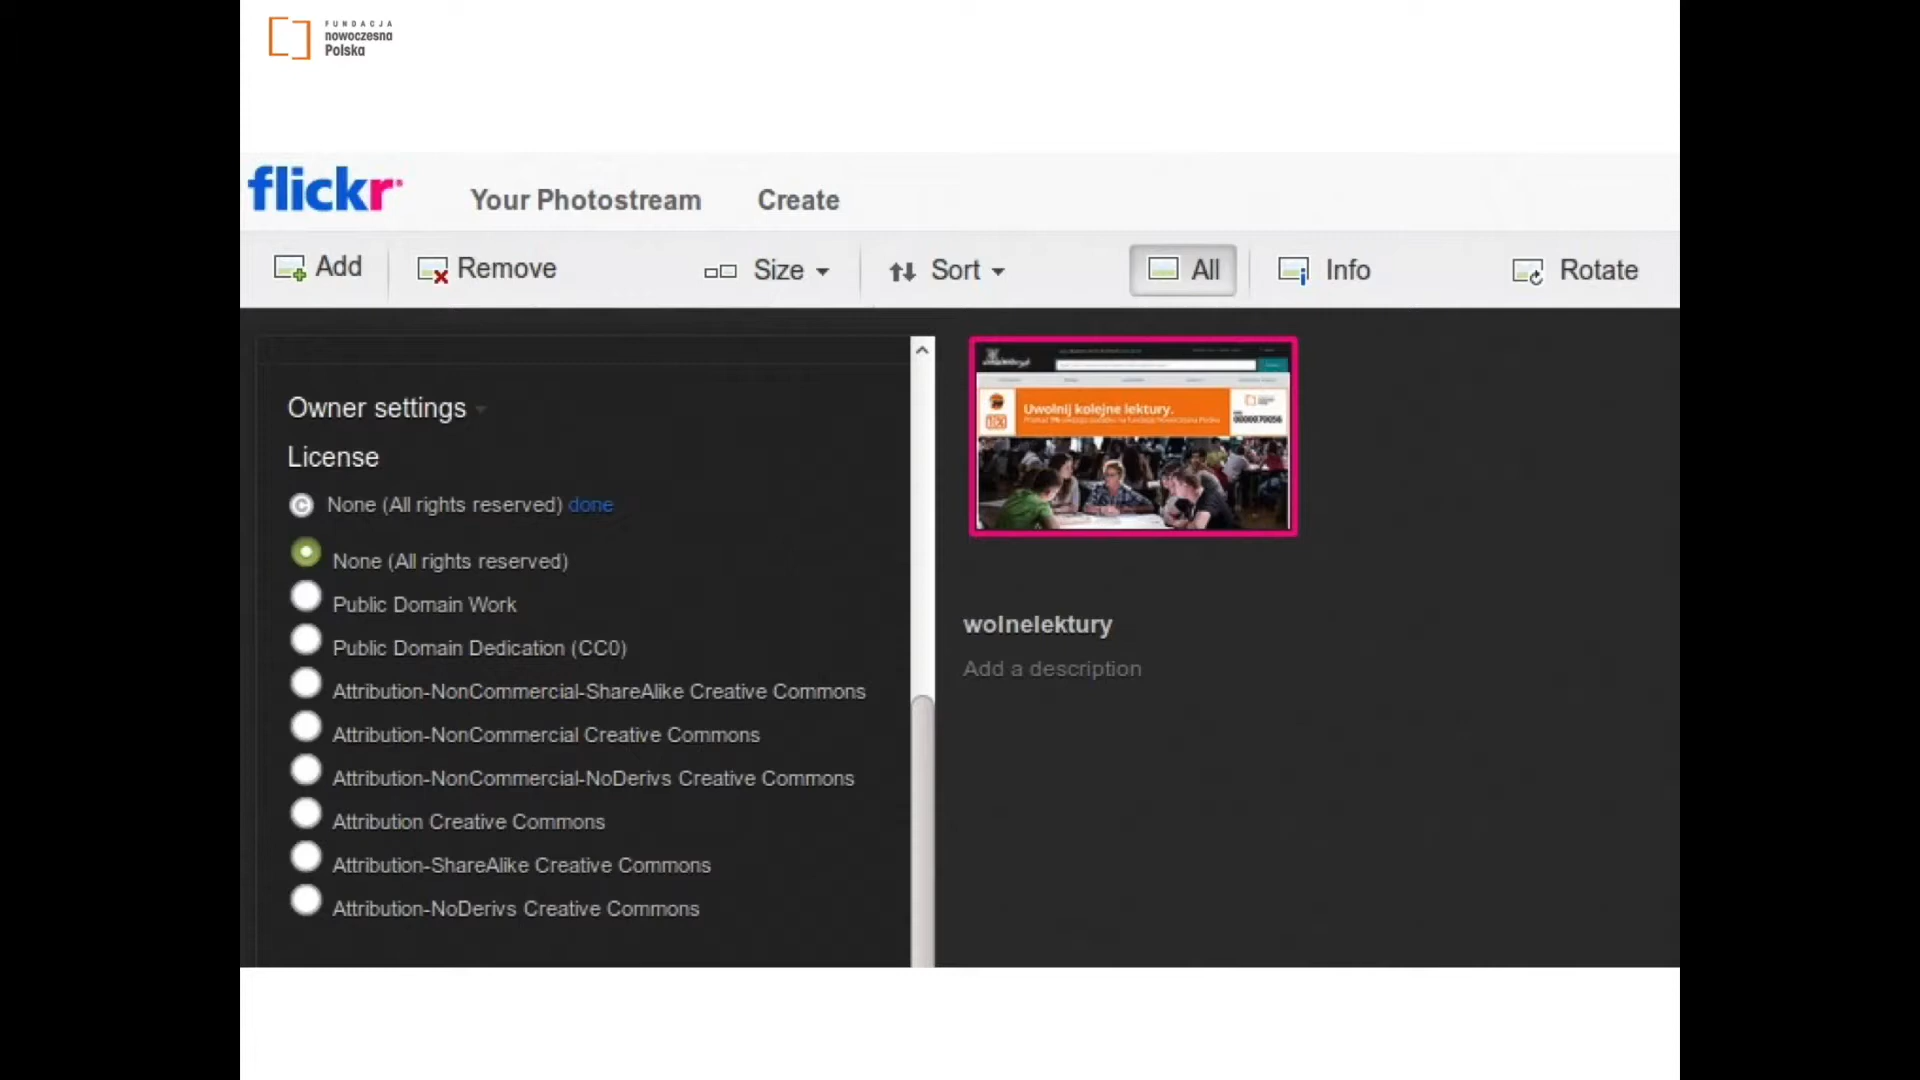 FUNDACJA
nowoczesna
Polska
flickr
Your Photostream
Create
Add
Remove
Size
Sort
All
Info
Rotate
Owner settings
License
None (All rights reserved) done
None (All rights reserved)
Public Domain Work
Public Domain Dedication (CC0)
Attribution-NonCommercial-ShareAlike Creative Commons
Attribution-NonCommercial Creative Commons
Attribution-NonCommercial-NoDerivs Creative Commons
Attribution Creative Commons
Attribution-ShareAlike Creative Commons
Attribution-NoDerivs Creative Commons
Uwolnij kolejne lektury.
0000070056
wolnelektury
Add a description